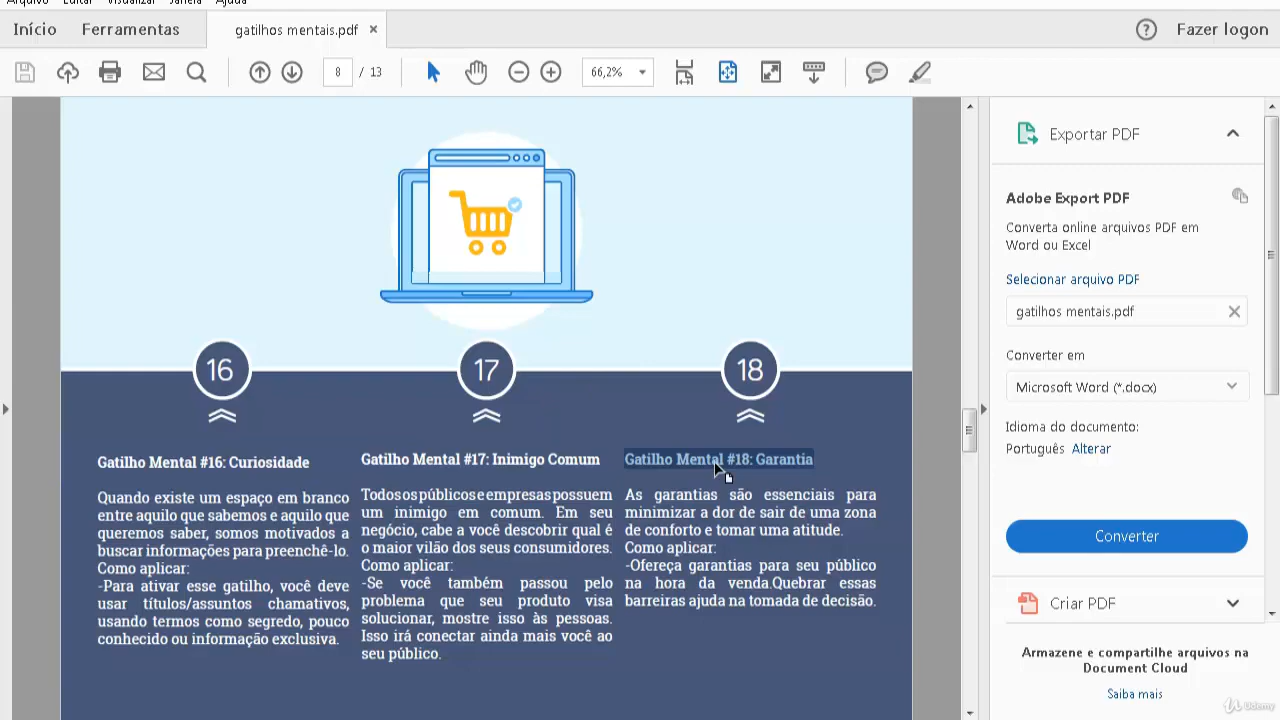 Arquivo Editar Visualizar Janela Ajuda
Início Ferramentas gatilhos mentais.pdf Fazer logon
8 / 13 66,2%
Exportar PDF
Adobe Export PDF
Converta online arquivos PDF em
Word ou Excel
Selecionar arquivo PDF
gatilhos mentais.pdf
Converter em
Microsoft Word (*.docx)
Idioma do documento:
Português Alterar
Converter
Criar PDF
Armazene e compartilhe arquivos na
Document Cloud
Saiba mais
16
Gatilho Mental #16: Curiosidade
Quando existe um espaço em branco
entre aquilo que sabemos e aquilo que
queremos saber, somos motivados a
buscar informações para preenchê-lo.
Como aplicar:
-Para ativar esse gatilho, você deve
usar títulos/assuntos chamativos,
usando termos como segredo, pouco
conhecido ou informação exclusiva.
17
Gatilho Mental #17: Inimigo Comum
Todos os públicos e empresas possuem
um inimigo em comum. Em seu
negócio, cabe a você descobrir qual é
o maior vilão dos seus consumidores.
Como aplicar:
-Se você também passou pelo
problema que seu produto visa
solucionar, mostre isso às pessoas.
Isso irá conectar ainda mais você ao
seu público.
18
Gatilho Mental #18: Garantia
As garantias são essenciais para
minimizar a dor de sair de uma zona
de conforto e tomar uma atitude.
Como aplicar:
-Ofereça garantias para seu público
na hora da venda.Quebrar essas
barreiras ajuda na tomada de decisão.
Udemy